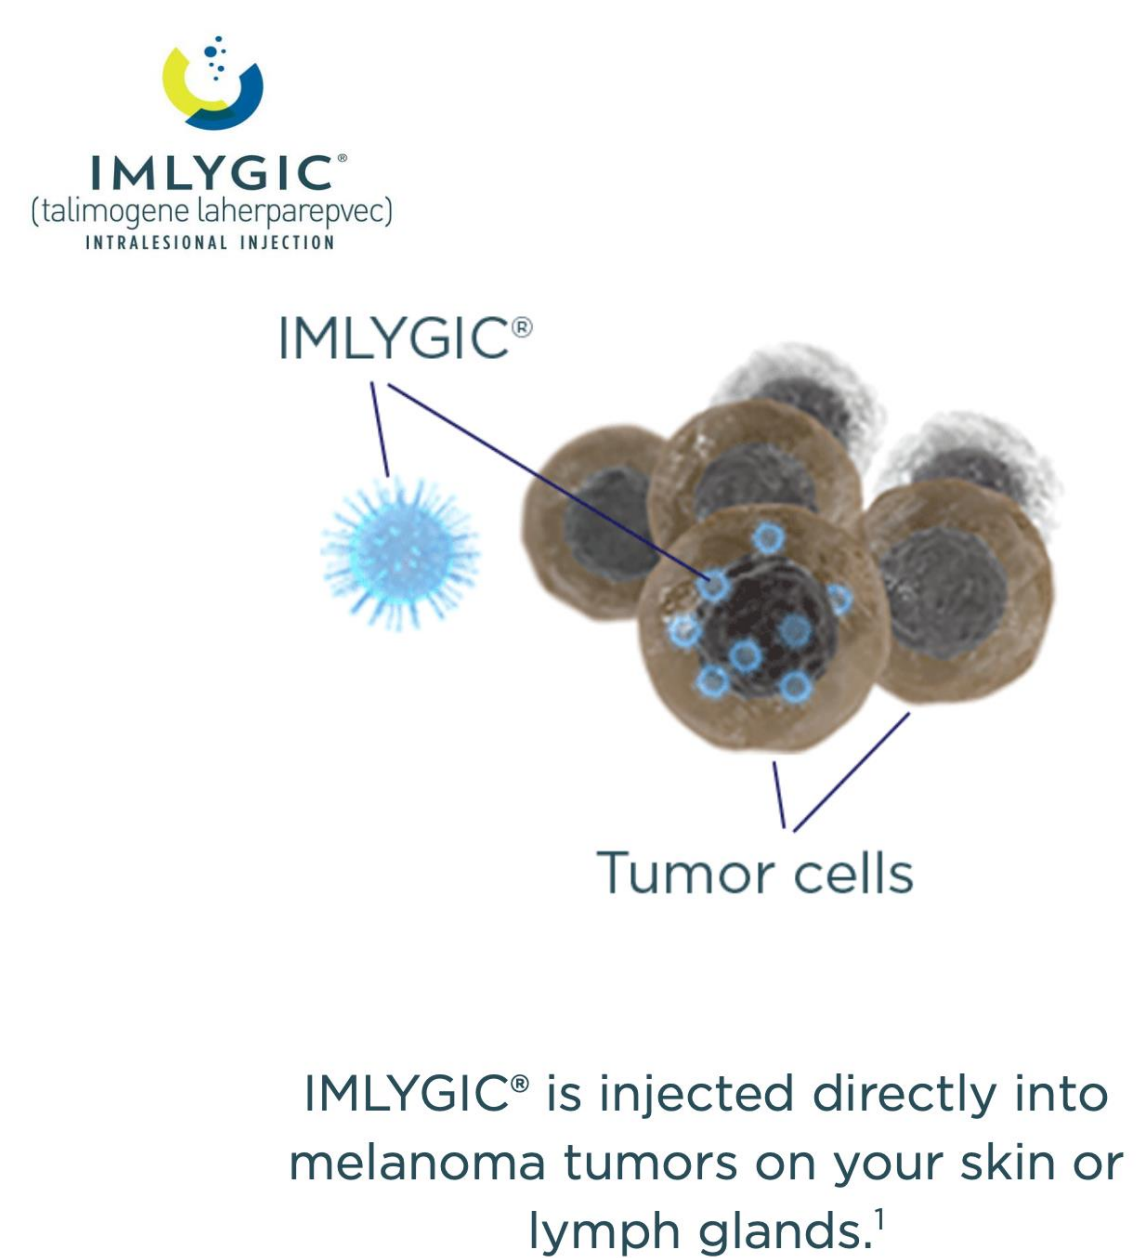 IMLYGIC®
(talimogene laherparepvec)
INTRALESIONAL INJECTION
IMLYGIC®
Tumor cells
IMLYGIC® is injected directly into
melanoma tumors on your skin or
lymph glands.¹